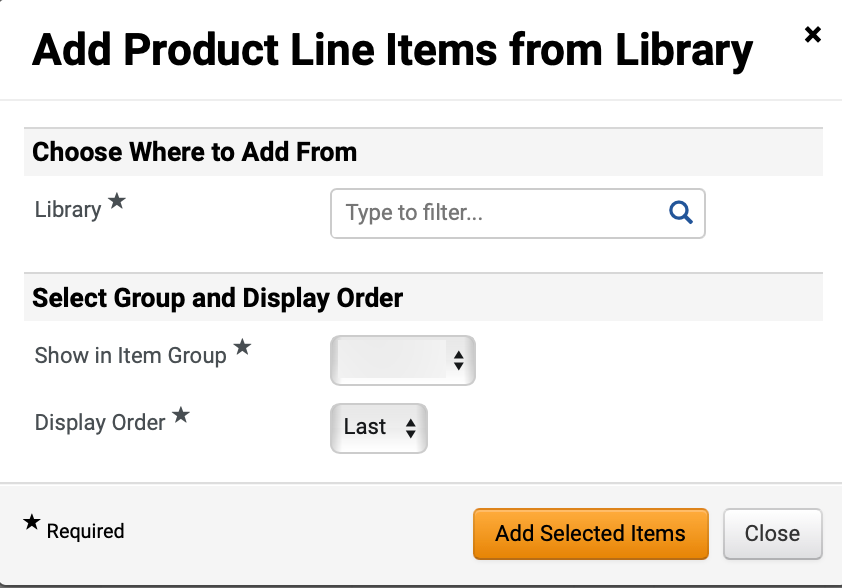 Add Product Line Items from Library
Choose Where to Add From
Library ★
Type to filter...
Select Group and Display Order
Show in Item Group ★
Display Order ★
Last
★ Required
Add Selected Items
Close